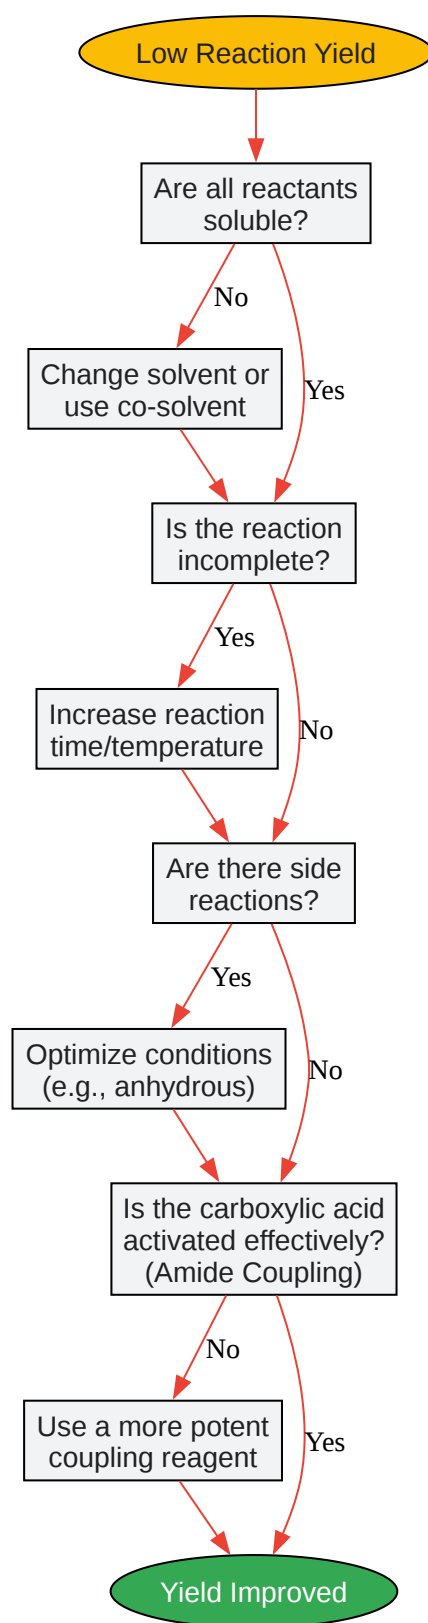 Low Reaction Yield
Are all reactants
soluble?
No
Change solvent or
use co-solvent
Yes
Is the reaction
incomplete?
Yes
Increase reaction
time/temperature
No
Are there side
reactions?
Yes
Optimize conditions
(e.g., anhydrous)
No
Is the carboxylic acid
activated effectively?
(Amide Coupling)
No
Use a more potent
coupling reagent
Yes
Yield Improved